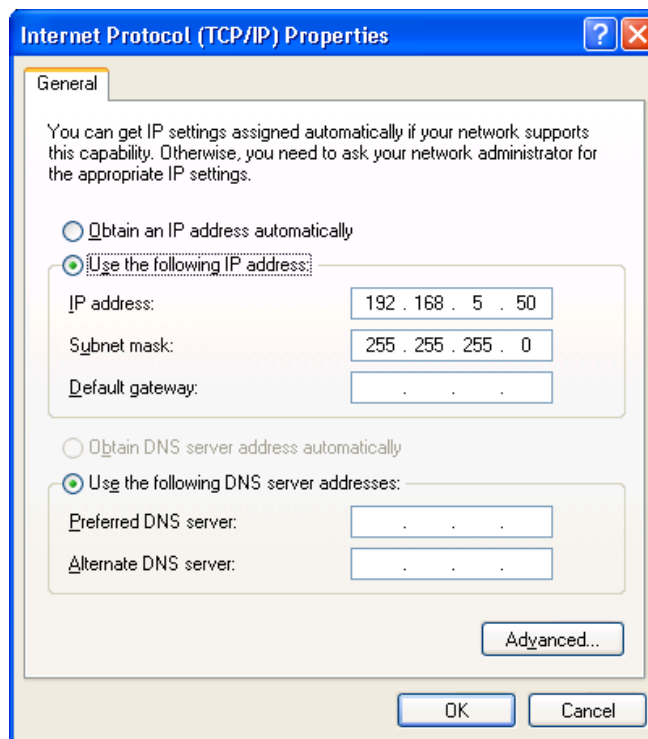 Internet Protocol (TCP/IP) Properties
General
You can get IP settings assigned automatically if your network supports
this capability. Otherwise, you need to ask your network administrator for
the appropriate IP settings.
Obtain an IP address automatically
Use the following IP address:
IP address: 192 . 168 . 5 . 50
Subnet mask: 255 . 255 . 255 . 0
Default gateway: . . .
Obtain DNS server address automatically
Use the following DNS server addresses:
Preferred DNS server: . . .
Alternate DNS server: . . .
Advanced...
OK Cancel